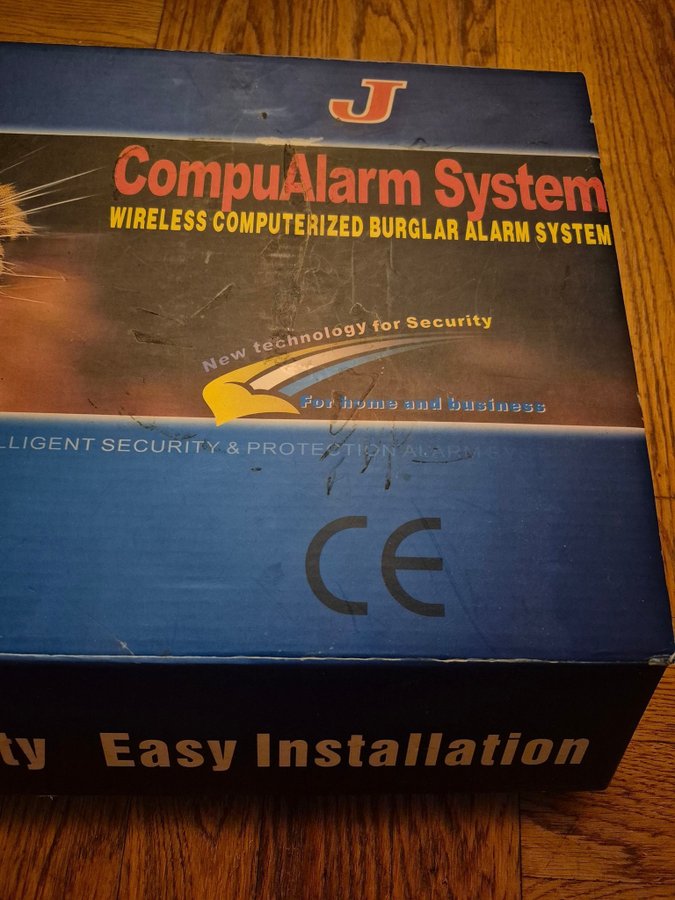 J
CompuAlarm System
WIRELESS COMPUTERIZED BURGLAR ALARM SYSTEM
New technology for Security
For home and business
LLIGENT SECURITY & PROTECTION ALARM
CE
ty Easy Installation